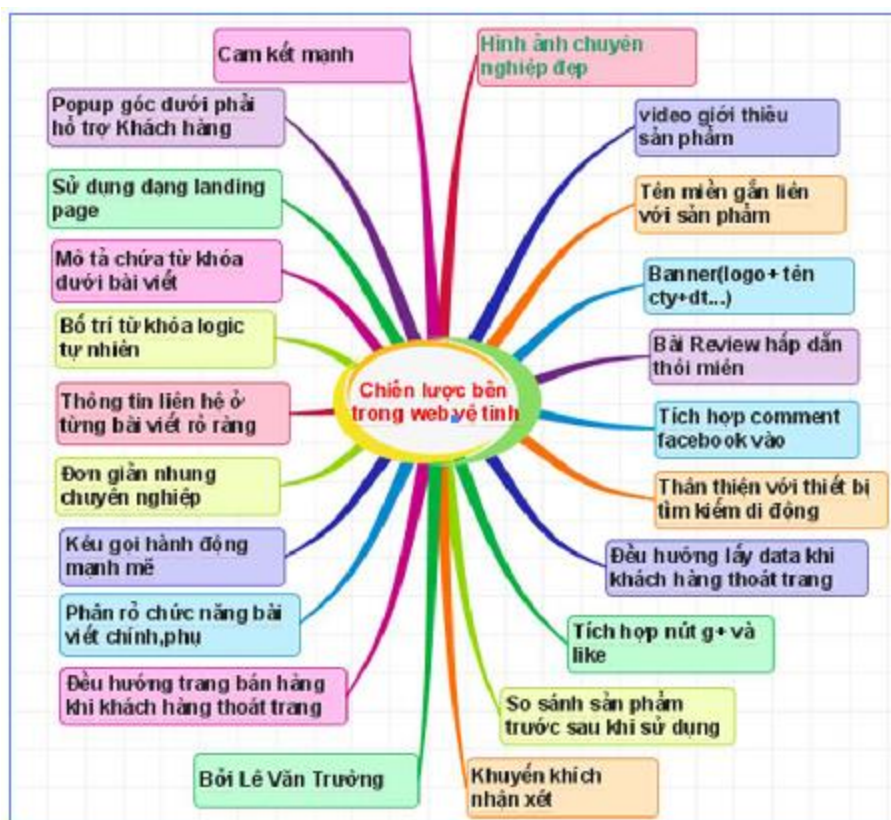 Cam kết mạnh
Hình ảnh chuyên
nghiệp đẹp
Popup góc dưới phải
hổ trợ Khách hàng
video giới thiêu
sản phẩm
Sử dụng dạng landing
page
Tên miền gắn liên
với sản phẩm
Mô tả chứa từ khóa
dưới bài viết
Banner(logo+ tên
cty+dt...)
Bố trí từ khóa logic
tự nhiên
Bài Review hấp dẫn
thôi miên
Chiến lược bên
trong web vê tinh
Thông tin liên hê ở
từng bài viết rỏ ràng
Tích hợp comment
facebook vào
Đơn giản nhung
chuyên nghiệp
Thân thiện với thiết bị
tìm kiếm di động
Kêu gọi hành động
mạnh mẽ
Đều hướng lấy data khi
khách hàng thoát trang
Phân rỏ chức năng bài
viết chính,phụ
Tích hợp nút g+ và
like
Đều hướng trang bán hàng
khi khách hàng thoát trang
So sánh sản phẩm
trước sau khi sử dụng
Bởi Lê Văn Trưởng
Khuyến khích
nhận xét